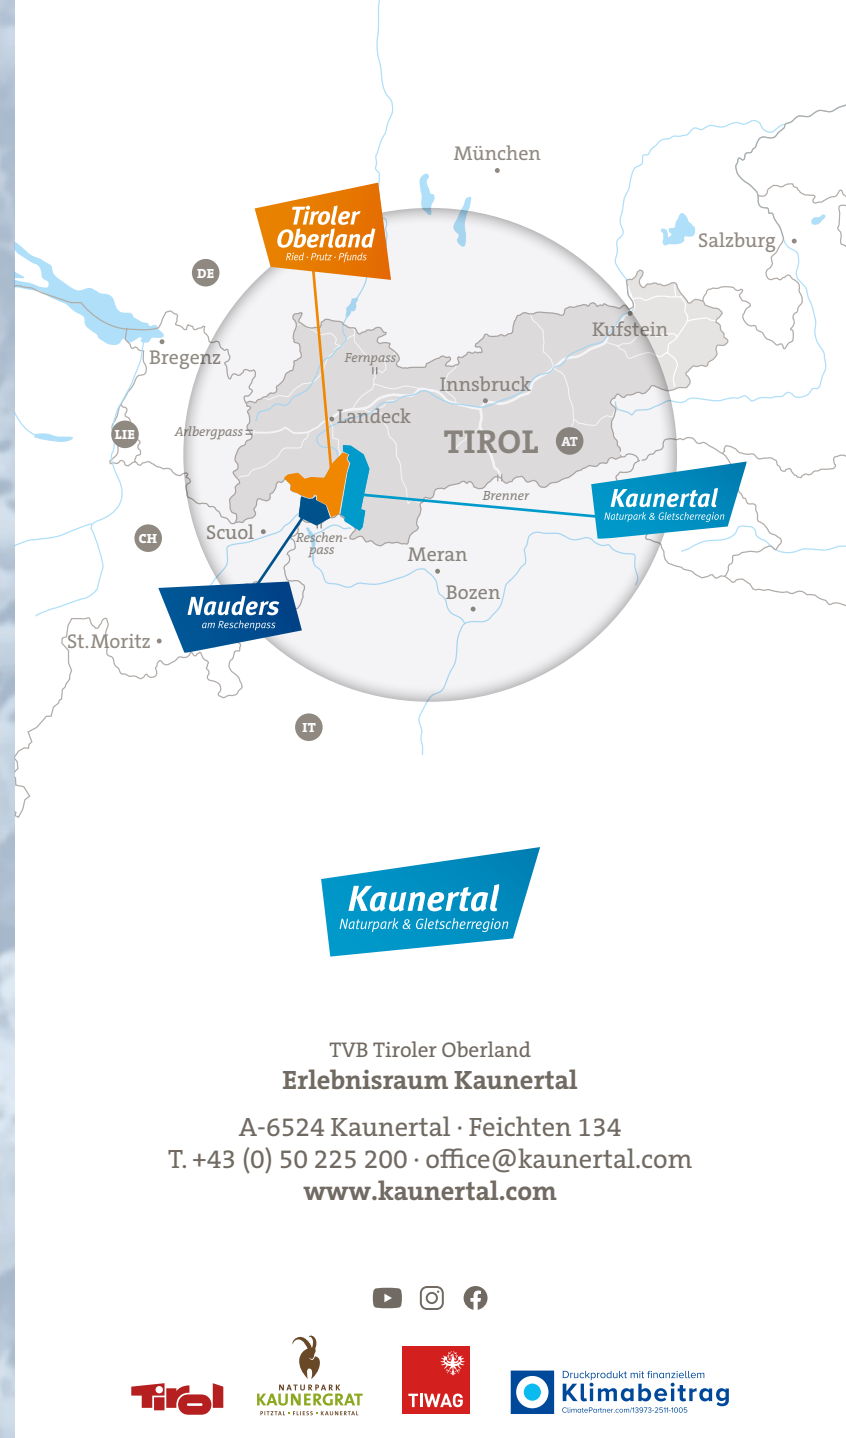 München
Tiroler
Oberland
Ried · Prutz · Pfunds
Salzburg
DE
Kufstein
Bregenz
Fernpass
Innsbruck
Landeck
LIE
Arlbergpass
TIROL
AT
Kaunertal
Naturpark & Gletscherregion
Brenner
Scuol
CH
Reschen-
pass
Meran
Bozen
Nauders
am Reschenpass
St.Moritz
IT
Kaunertal
Naturpark & Gletscherregion
TVB Tiroler Oberland
Erlebnisraum Kaunertal
A-6524 Kaunertal · Feichten 134
T. +43 (0) 50 225 200 · office@kaunertal.com
www.kaunertal.com
Tirol
NATURPARK
KAUNERGRAT
PITZTAL • FLIESS • KAUNERTAL
TIWAG
Druckprodukt mit finanziellem
Klimabeitrag
ClimatePartner.com/13973-2511-1005